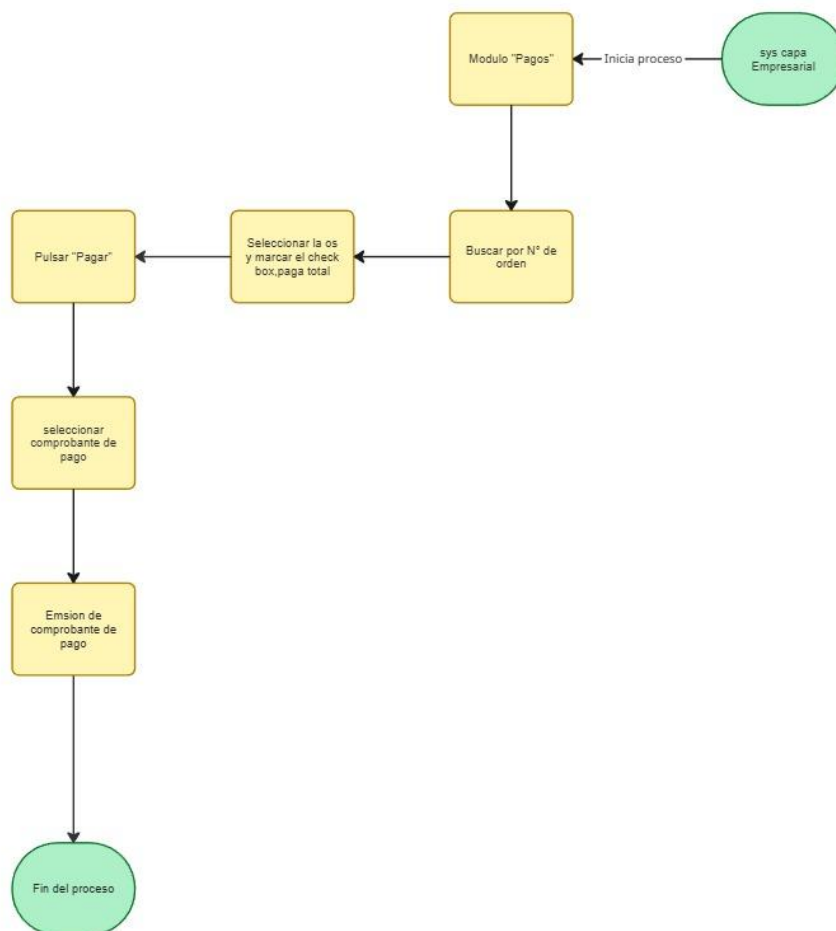 sys capa
Empresarial
Inicia proceso
Modulo "Pagos"
Buscar por N° de
orden
Seleccionar la os
y marcar el check
box,paga total
Pulsar "Pagar"
seleccionar
comprobante de
pago
Emsion de
comprobante de
pago
Fin del proceso